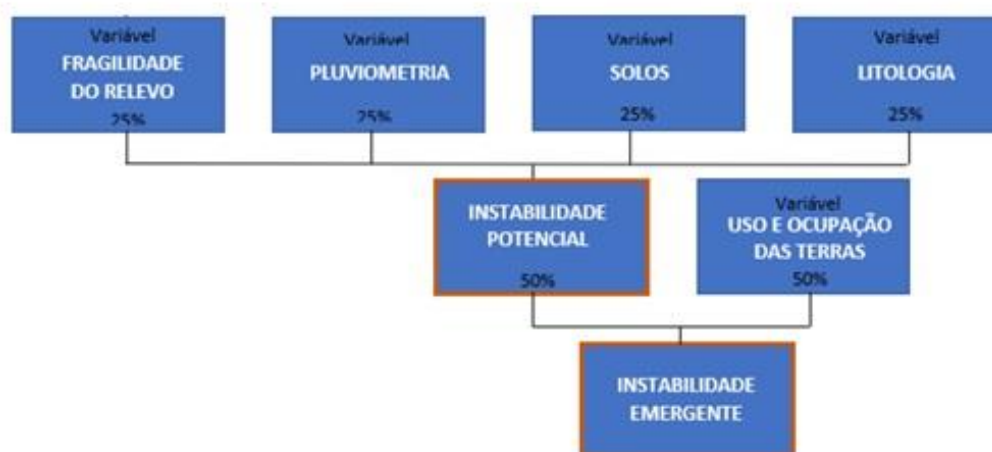 Variável
FRAGILIDADE
DO RELEVO
25%
Variável
PLUVIOMETRIA
25%
Variável
SOLOS
25%
Variável
LITOLOGIA
25%
INSTABILIDADE
POTENCIAL
50%
Variável
USO E OCUPAÇÃO
DAS TERRAS
50%
INSTABILIDADE
EMERGENTE